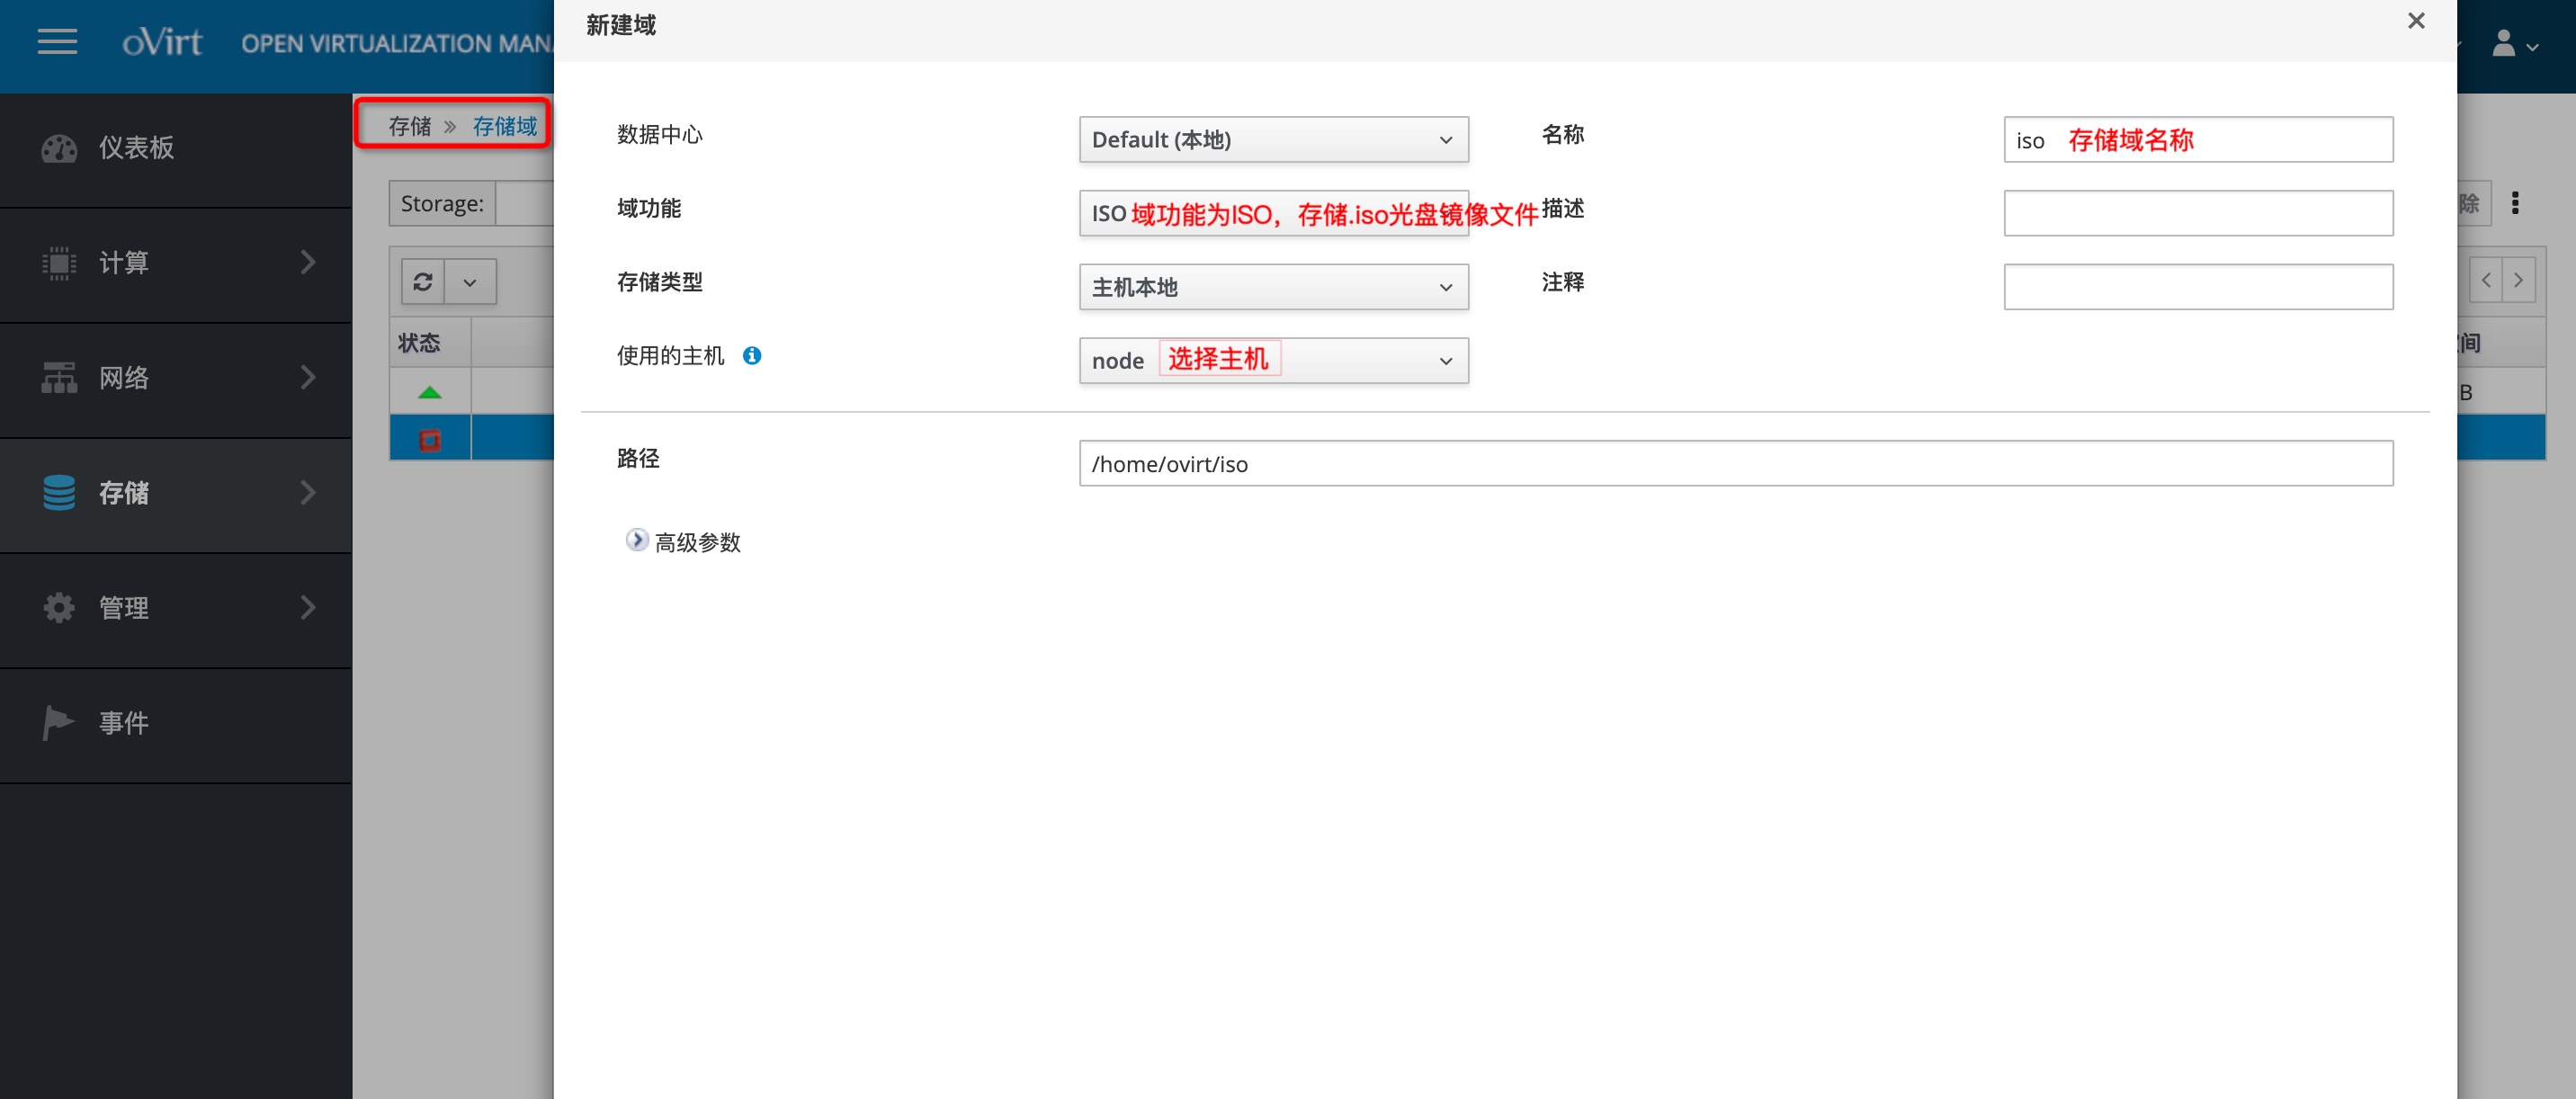 新建域
oVirt OPEN VIRTUALIZATION MAN
仪表板
计算
网络
存储
管理
事件
存储 » 存储域
Storage:
除
状态
间
B
数据中心 Default (本地) 名称 iso 存储域名称
域功能 ISO 域功能为ISO，存储.iso光盘镜像文件 描述
存储类型 主机本地 注释
使用的主机 node 选择主机
路径 /home/ovirt/iso
高级参数